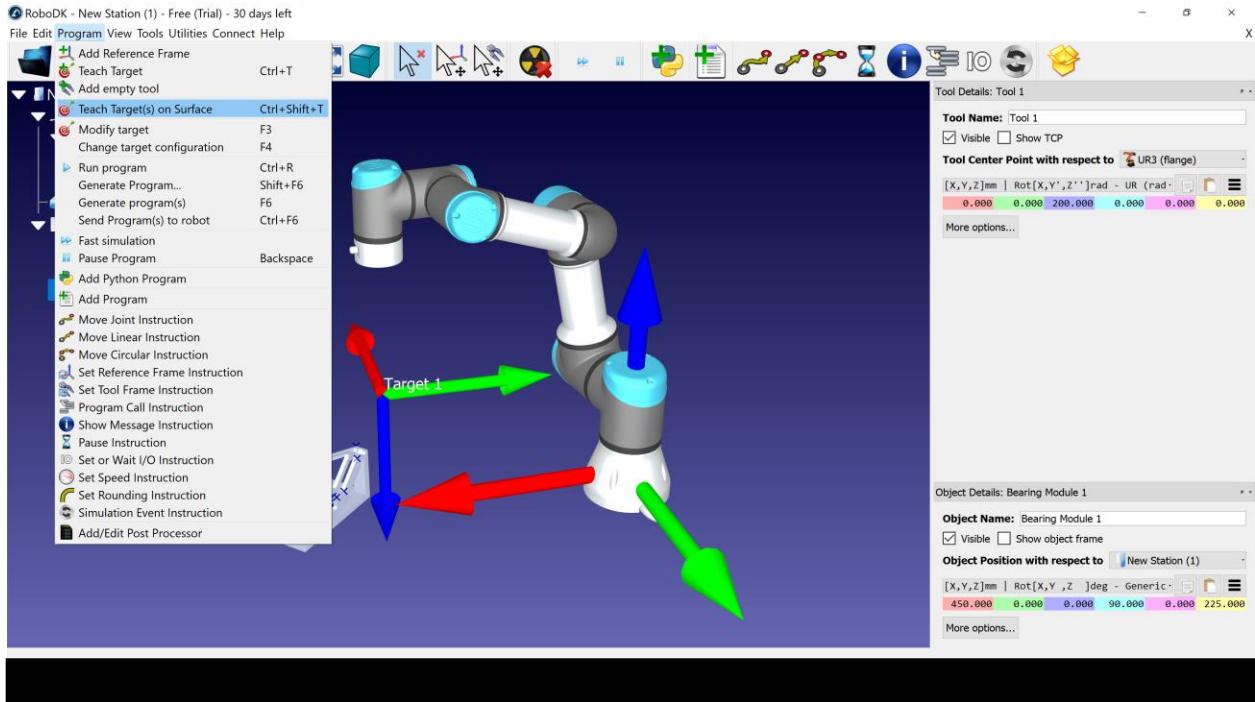 RoboDK - New Station (1) - Free (Trial) - 30 days left
File Edit Program View Tools Utilities Connect Help
X
Add Reference Frame
Teach Target Ctrl+T
Add empty tool
Teach Target(s) on Surface Ctrl+Shift+T
Modify target F3
Change target configuration F4
Run program Ctrl+R
Generate Program... Shift+F6
Generate program(s) F6
Send Program(s) to robot Ctrl+F6
Fast simulation
Pause Program Backspace
Add Python Program
Add Program
Move Joint Instruction
Move Linear Instruction
Move Circular Instruction
Set Reference Frame Instruction
Set Tool Frame Instruction
Program Call Instruction
Show Message Instruction
Pause Instruction
Set or Wait I/O Instruction
Set Speed Instruction
Set Rounding Instruction
Simulation Event Instruction
Add/Edit Post Processor
IO
Target 1
Tool Details: Tool 1
Tool Name: Tool 1
Visible Show TCP
Tool Center Point with respect to UR3 (flange)
[X,Y,Z]mm | Rot[X,Y',Z'']rad - UR (rad
0.000 0.000 200.000 0.000 0.000 0.000
More options...
Object Details: Bearing Module 1
Object Name: Bearing Module 1
Visible Show object frame
Object Position with respect to New Station (1)
[X,Y,Z]mm | Rot[X,Y ,Z ]deg - Generic
450.000 0.000 0.000 90.000 0.000 225.000
More options...